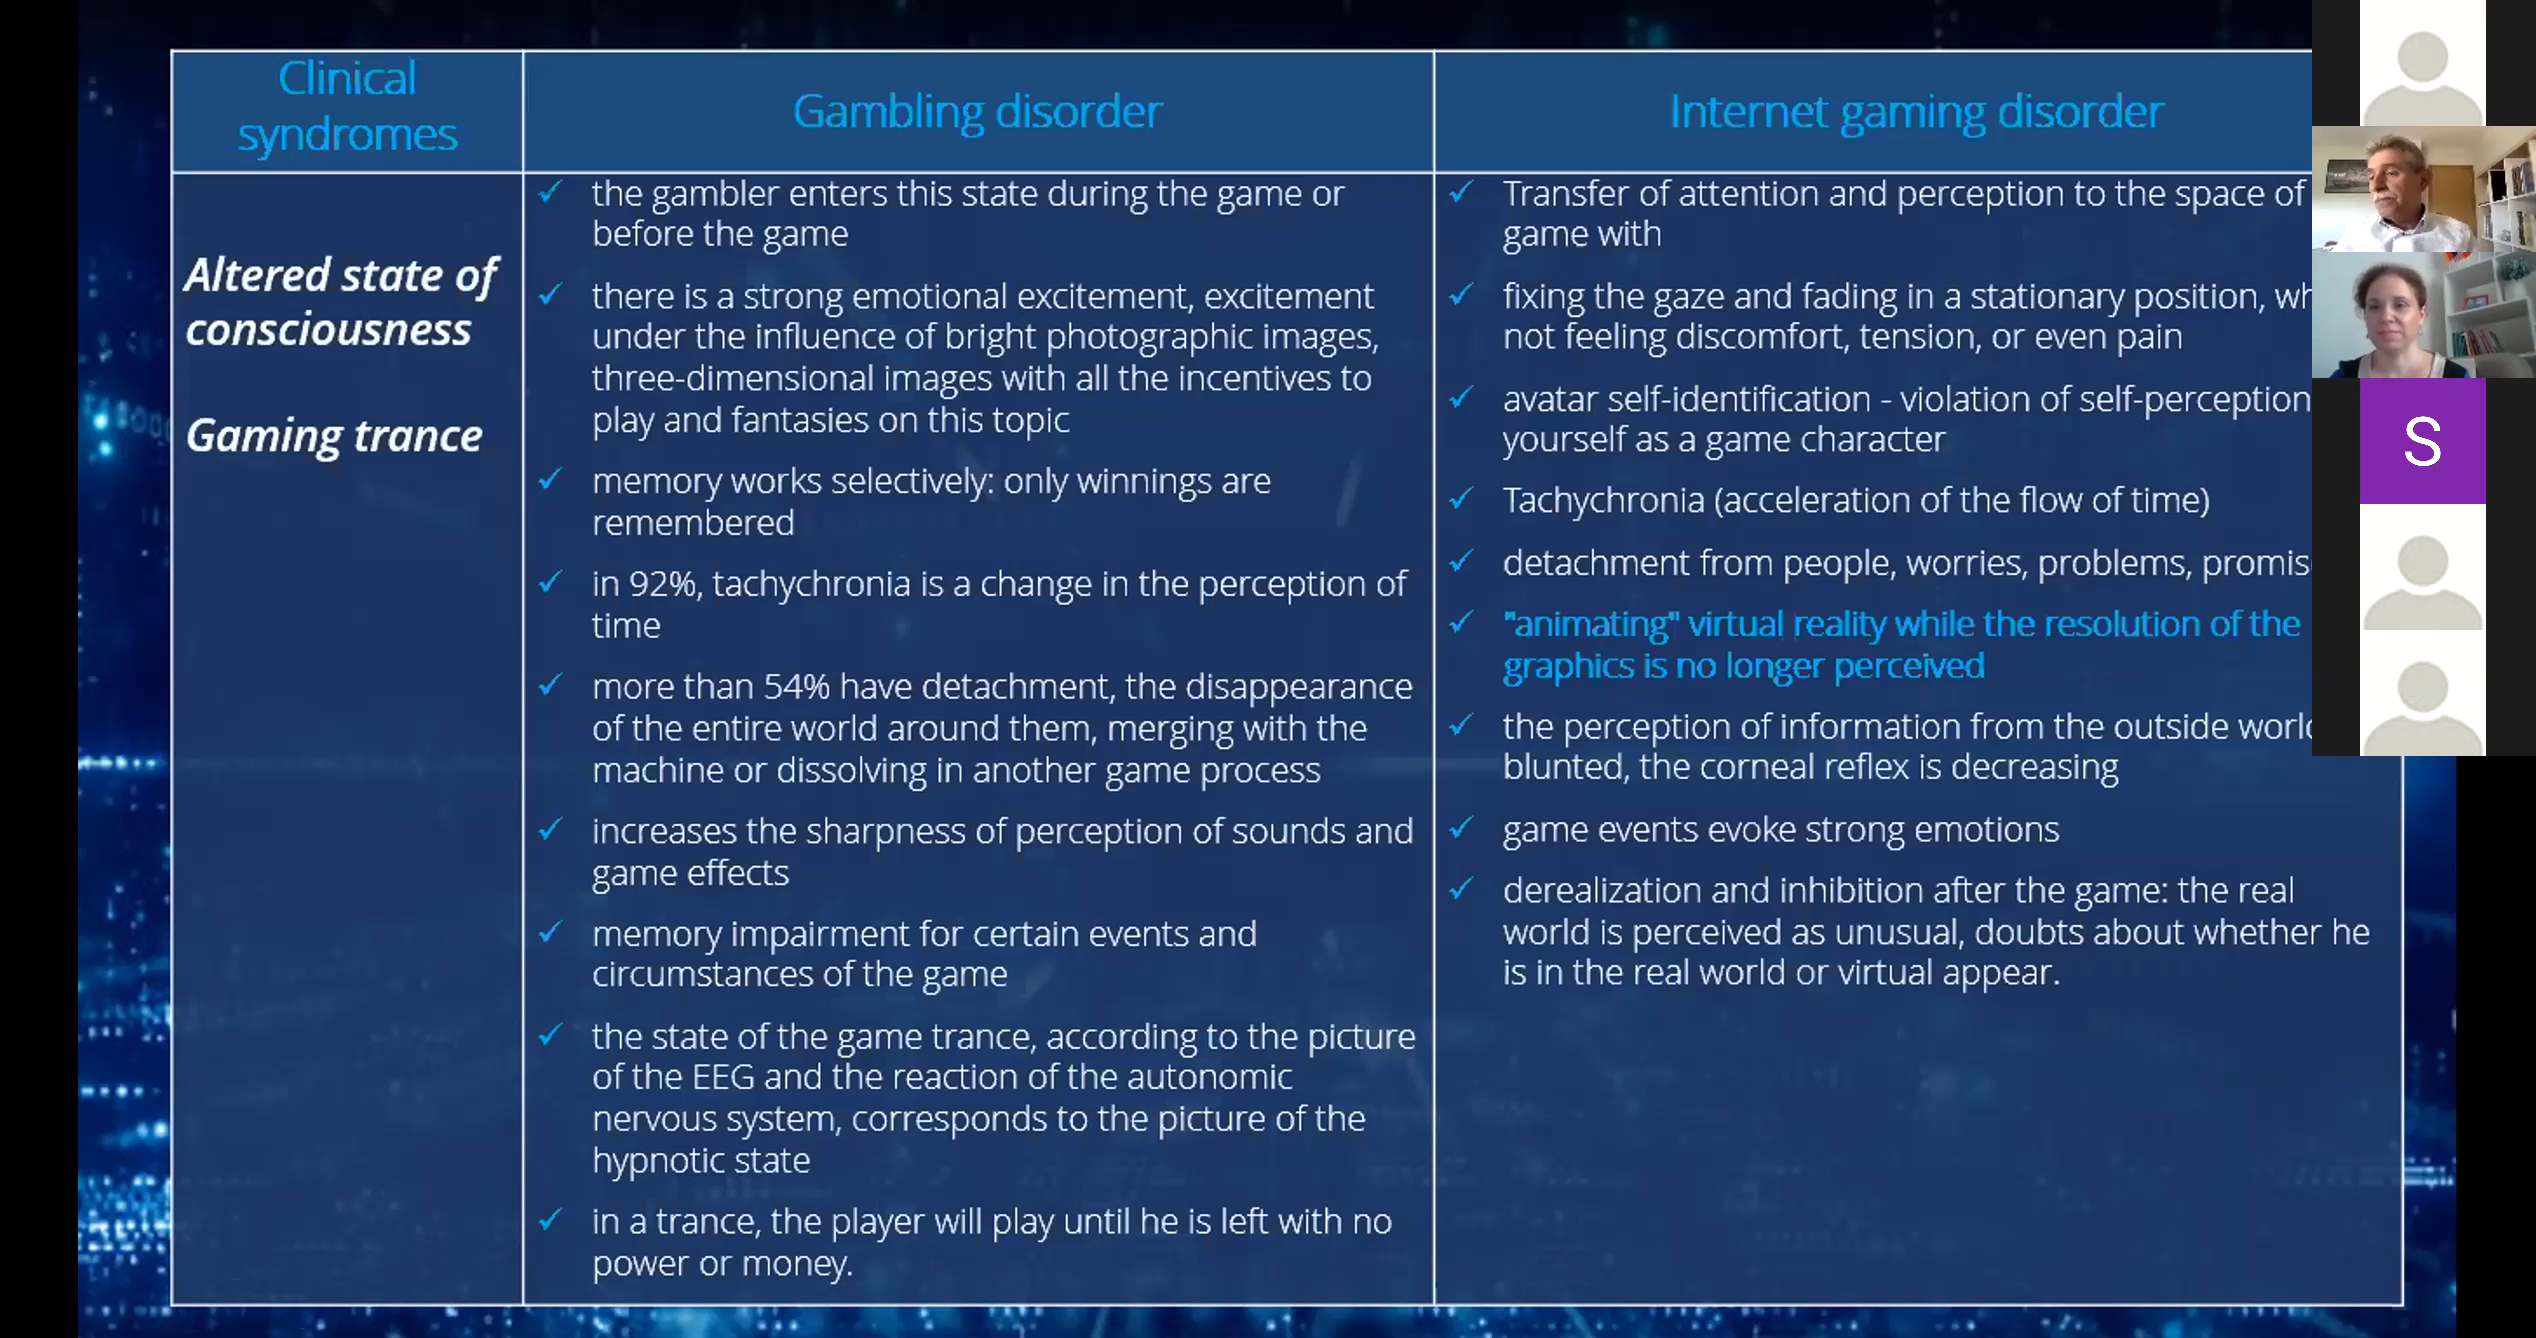 Clinical
syndromes
Gambling disorder
Internet gaming disorder
Altered state of
consciousness
Gaming trance
✓ the gambler enters this state during the game or
before the game
✓ there is a strong emotional excitement, excitement
under the influence of bright photographic images,
three-dimensional images with all the incentives to
play and fantasies on this topic
✓ memory works selectively: only winnings are
remembered
✓ in 92%, tachychronia is a change in the perception of
time
✓ more than 54% have detachment, the disappearance
of the entire world around them, merging with the
machine or dissolving in another game process
✓ increases the sharpness of perception of sounds and
game effects
✓ memory impairment for certain events and
circumstances of the game
✓ the state of the game trance, according to the picture
of the EEG and the reaction of the autonomic
nervous system, corresponds to the picture of the
hypnotic state
✓ in a trance, the player will play until he is left with no
power or money.
✓ Transfer of attention and perception to the space of
game with
✓ fixing the gaze and fading in a stationary position,
not feeling discomfort, tension, or even pain
✓ avatar self-identification - violation of self-perception
yourself as a game character
✓ Tachychronia (acceleration of the flow of time)
✓ detachment from people, worries, problems,
✓ "animating" virtual reality while the resolution of the
graphics is no longer perceived
✓ the perception of information from the outside
blunted, the corneal reflex is decreasing
✓ game events evoke strong emotions
✓ derealization and inhibition after the game: the real
world is perceived as unusual, doubts about whether he
is in the real world or virtual appear.
S